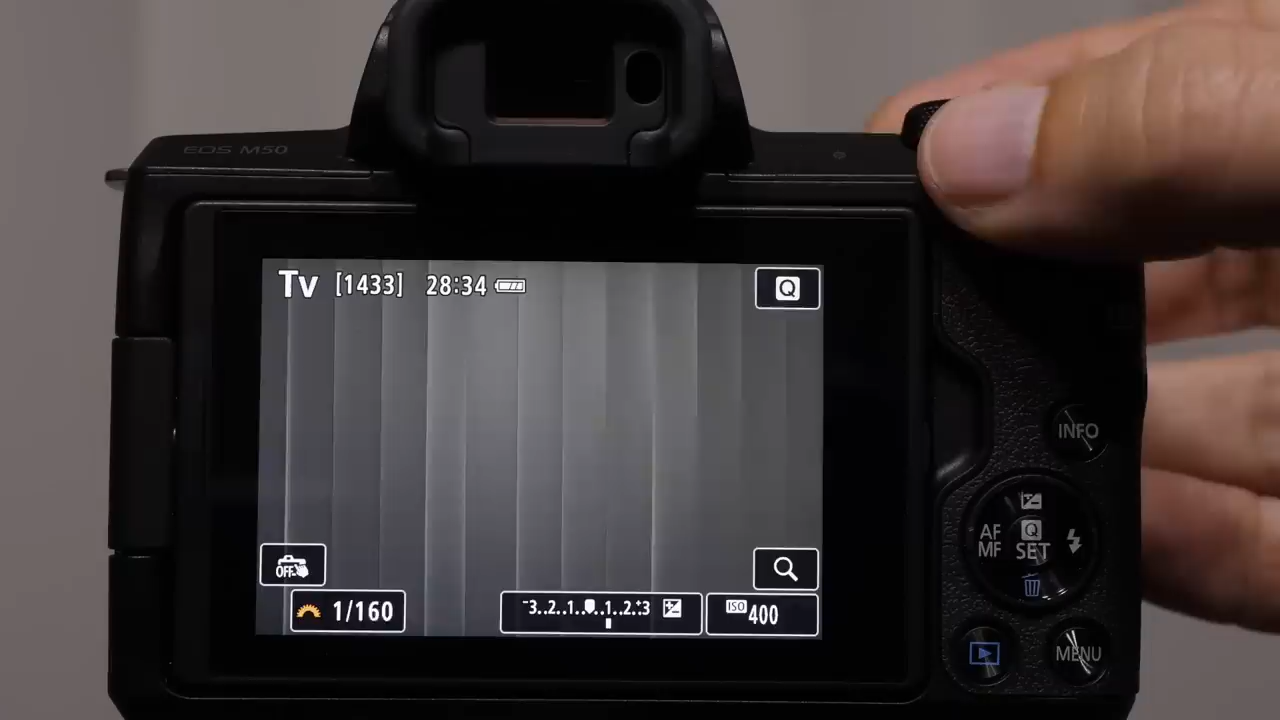 EOS M50
Tv [1433] 28:34
Q
INFO
AF
MF
Q
SET
OFF
1/160
-3..2..1..0..1..2..+3
ISO 400
MENU